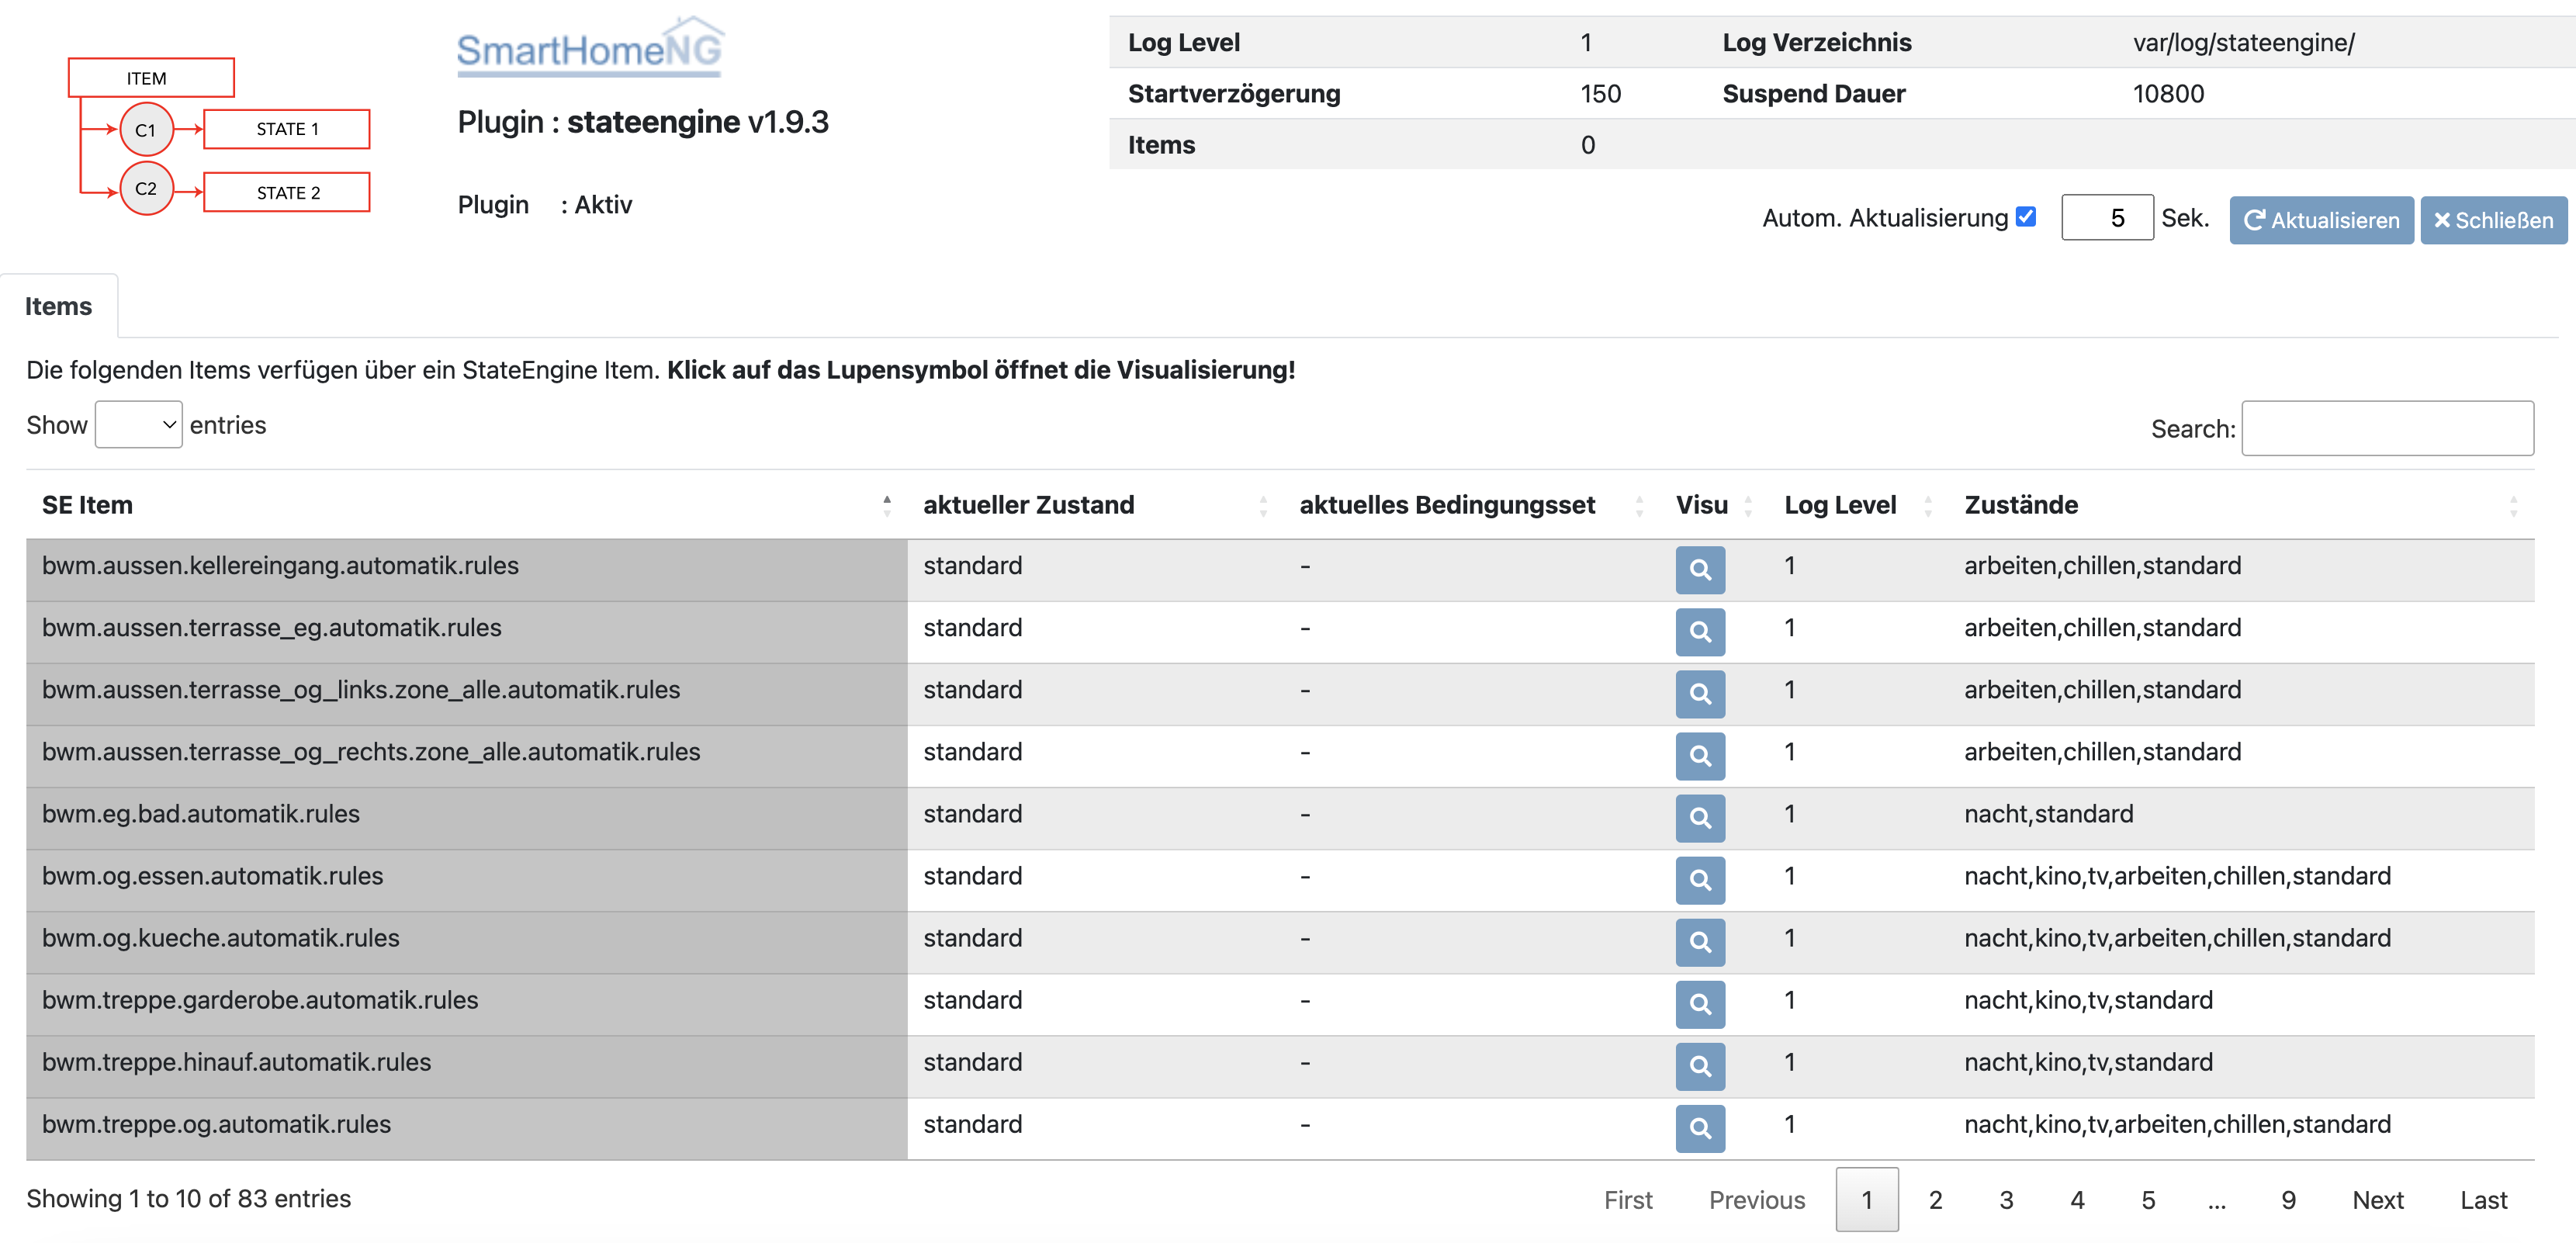 ITEM
C1
STATE 1
C2
STATE 2
SmartHomeNG
Plugin : stateengine v1.9.3
Plugin : Aktiv
Log Level 1 Log Verzeichnis var/log/stateengine/
Startverzögerung 150 Suspend Dauer 10800
Items 0
Autom. Aktualisierung 5 Sek. Aktualisieren Schließen
Items
Die folgenden Items verfügen über ein StateEngine Item. Klick auf das Lupensymbol öffnet die Visualisierung!
Show entries Search:
SE Item aktueller Zustand aktuelles Bedingungsset Visu Log Level Zustände
bwm.aussen.kellereingang.automatik.rules standard - 1 arbeiten,chillen,standard
bwm.aussen.terrasse_eg.automatik.rules standard - 1 arbeiten,chillen,standard
bwm.aussen.terrasse_og_links.zone_alle.automatik.rules standard - 1 arbeiten,chillen,standard
bwm.aussen.terrasse_og_rechts.zone_alle.automatik.rules standard - 1 arbeiten,chillen,standard
bwm.eg.bad.automatik.rules standard - 1 nacht,standard
bwm.og.essen.automatik.rules standard - 1 nacht,kino,tv,arbeiten,chillen,standard
bwm.og.kueche.automatik.rules standard - 1 nacht,kino,tv,arbeiten,chillen,standard
bwm.treppe.garderobe.automatik.rules standard - 1 nacht,kino,tv,standard
bwm.treppe.hinauf.automatik.rules standard - 1 nacht,kino,tv,standard
bwm.treppe.og.automatik.rules standard - 1 nacht,kino,tv,arbeiten,chillen,standard
Showing 1 to 10 of 83 entries First Previous 1 2 3 4 5 ... 9 Next Last